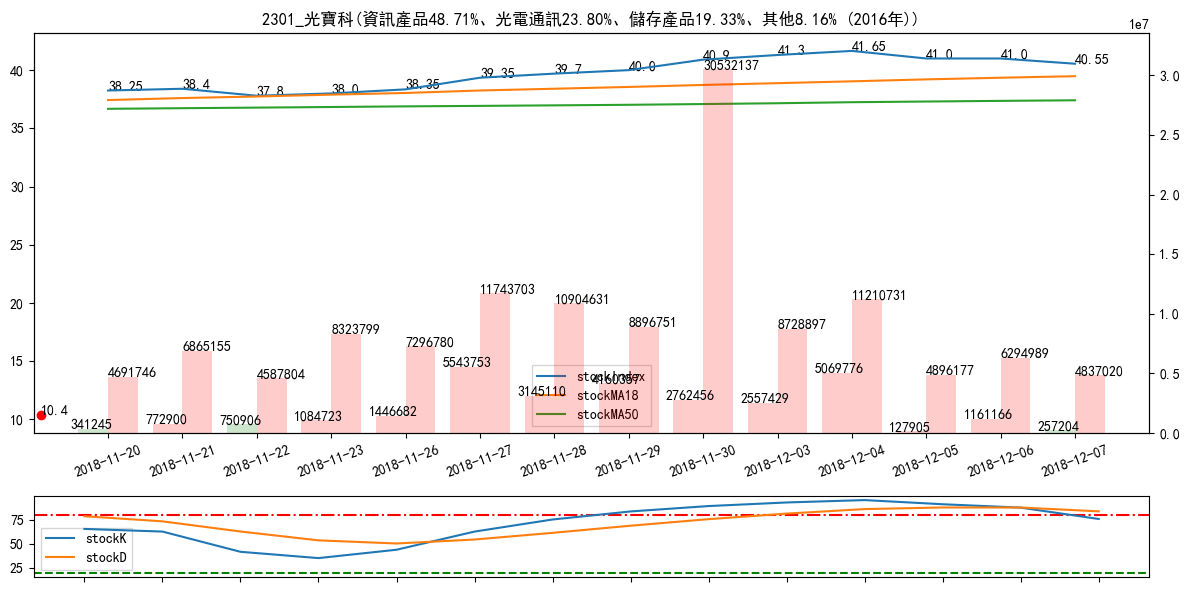 2301_光寶科(資訊產品48.71%、光電通訊23.80%、儲存產品19.33%、其他8.16% (2016年))
1e7
40 35 30 25 20 15 10
3.0 2.5 2.0 1.5 1.0 0.5 0.0
38.25 38.4 37.8 38.0 38.35 39.35 39.7 40.0 40.9 41.3 41.65 41.0 41.0 40.55
4691746 6865155 4587804 8323799 7296780 11743703 10904631 8896751 30532137 8728897 11210731 4896177 6294989 4837020
10.4
341245 772900 750906 1084723 1446682 5543753 3145110 4160357 2762456 2557429 5069776 127905 1161166 257204
stockIndex
stockMA18
stockMA50
2018-11-20 2018-11-21 2018-11-22 2018-11-23 2018-11-26 2018-11-27 2018-11-28 2018-11-29 2018-11-30 2018-12-03 2018-12-04 2018-12-05 2018-12-06 2018-12-07
75 50 25
stockK
stockD